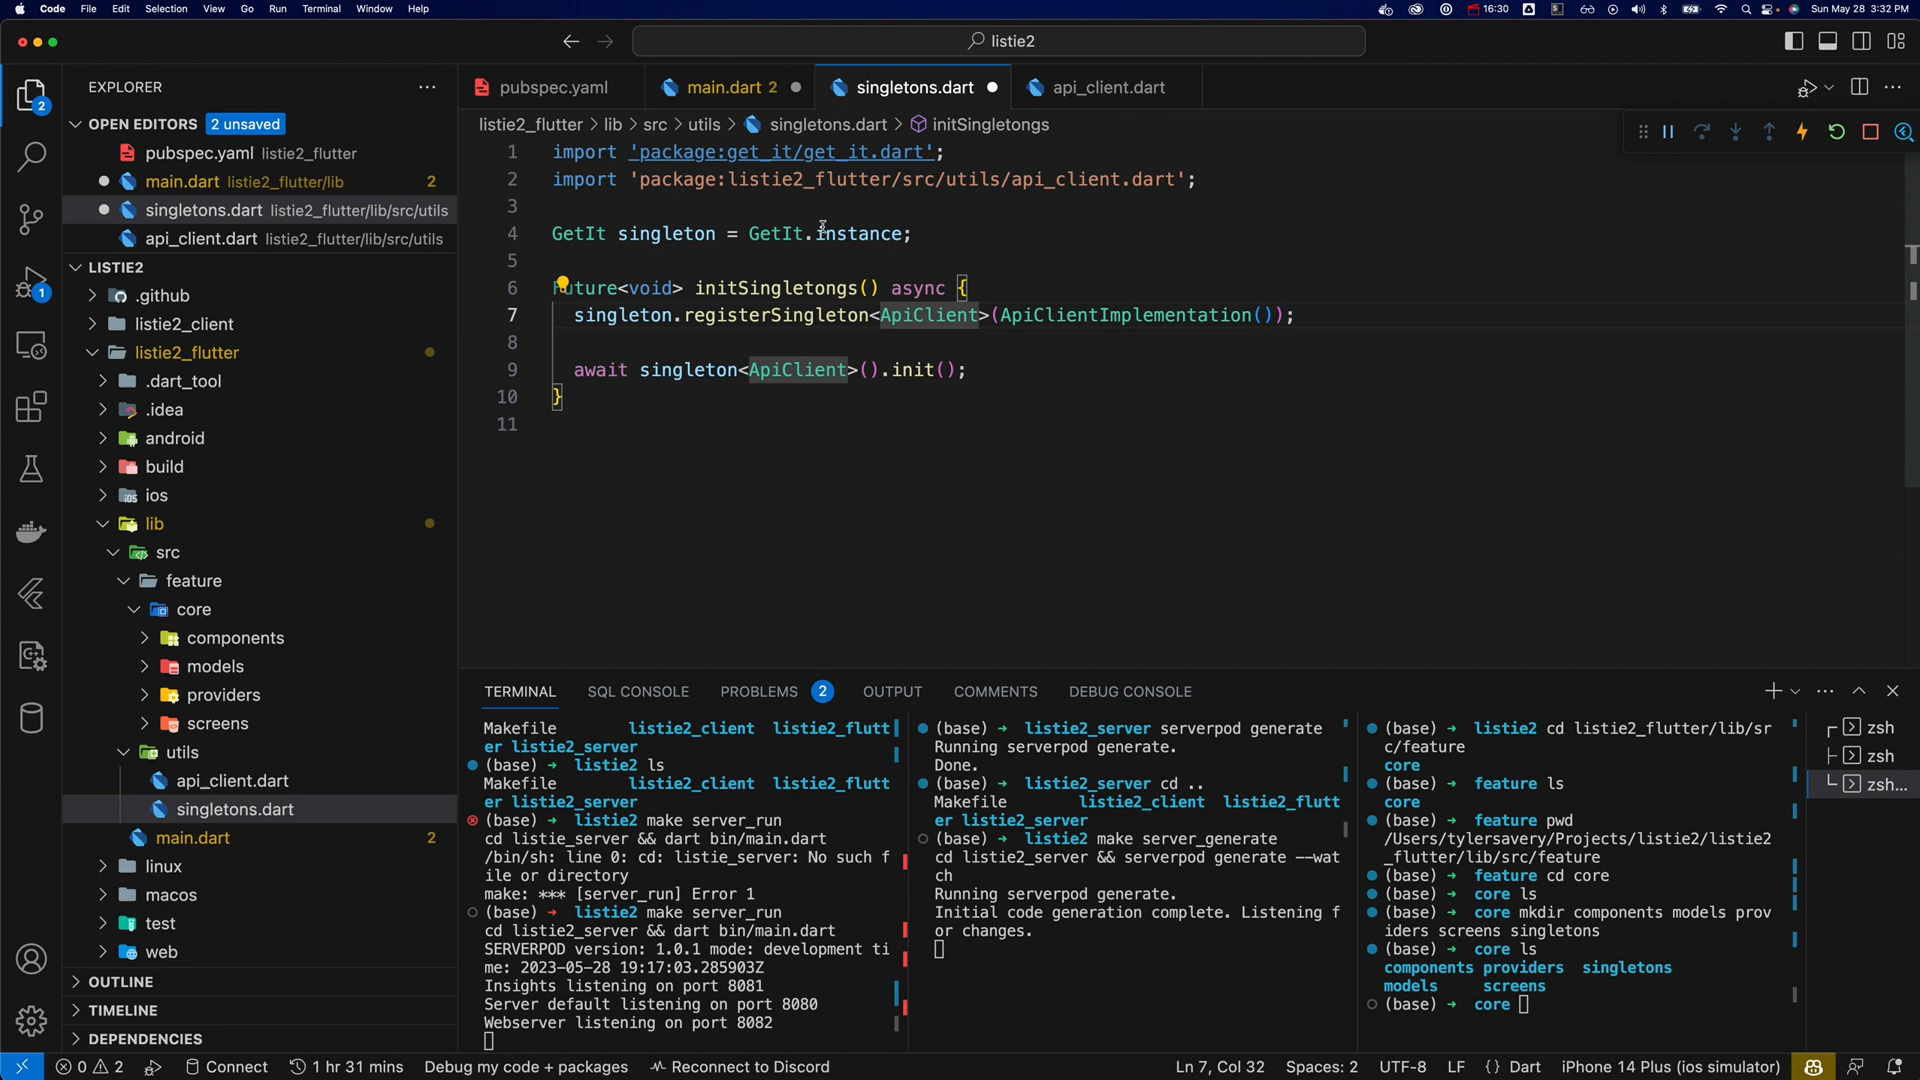 Code File Edit Selection View Go Run Terminal Window Help 16:30 Sun May 28 3:32 PM
listie2
EXPLORER
OPEN EDITORS 2 unsaved
pubspec.yaml listie2_flutter
main.dart listie2_flutter/lib 2
singletons.dart listie2_flutter/lib/src/utils
api_client.dart listie2_flutter/lib/src/utils
LISTIE2
.github
listie2_client
listie2_flutter
.dart_tool
.idea
android
build
ios
lib
src
feature
core
components
models
providers
screens
utils
api_client.dart
singletons.dart
main.dart 2
linux
macos
test
web
OUTLINE
TIMELINE
DEPENDENCIES
2
1
pubspec.yaml main.dart 2 singletons.dart api_client.dart
listie2_flutter > lib > src > utils > singletons.dart > initSingletongs
1 import 'package:get_it/get_it.dart';
2 import 'package:listie2_flutter/src/utils/api_client.dart';
3
4 GetIt singleton = GetIt.instance;
5
6 Future<void> initSingletongs() async {
7 singleton.registerSingleton<ApiClient>(ApiClientImplementation());
8
9 await singleton<ApiClient>().init();
10 }
11
TERMINAL SQL CONSOLE PROBLEMS 2 OUTPUT COMMENTS DEBUG CONSOLE
Makefile listie2_client listie2_flutt
er listie2_server
(base) → listie2 ls
Makefile listie2_client listie2_flutt
er listie2_server
(base) → listie2 make server_run
cd listie_server && dart bin/main.dart
/bin/sh: line 0: cd: listie_server: No such f
ile or directory
make: *** [server_run] Error 1
(base) → listie2 make server_run
cd listie2_server && dart bin/main.dart
SERVERPOD version: 1.0.1 mode: development ti
me: 2023-05-28 19:17:03.285903Z
Insights listening on port 8081
Server default listening on port 8080
Webserver listening on port 8082
(base) → listie2_server serverpod generate
Running serverpod generate.
Done.
(base) → listie2_server cd ..
Makefile listie2_client listie2_flutt
er listie2_server
(base) → listie2 make server_generate
cd listie2_server && serverpod generate --wat
ch
Running serverpod generate.
Initial code generation complete. Listening f
or changes.
(base) → listie2 cd listie2_flutter/lib/sr
c/feature
core
(base) → feature ls
core
(base) → feature pwd
/Users/tylersavery/Projects/listie2/listie2
_flutter/lib/src/feature
(base) → feature cd core
(base) → core ls
(base) → core mkdir components models prov
iders screens singletons
(base) → core ls
components providers singletons
models screens
(base) → core
zsh
zsh
zsh...
0 2 Connect 1 hr 31 mins Debug my code + packages Reconnect to Discord Ln 7, Col 32 Spaces: 2 UTF-8 LF {} Dart iPhone 14 Plus (ios simulator)